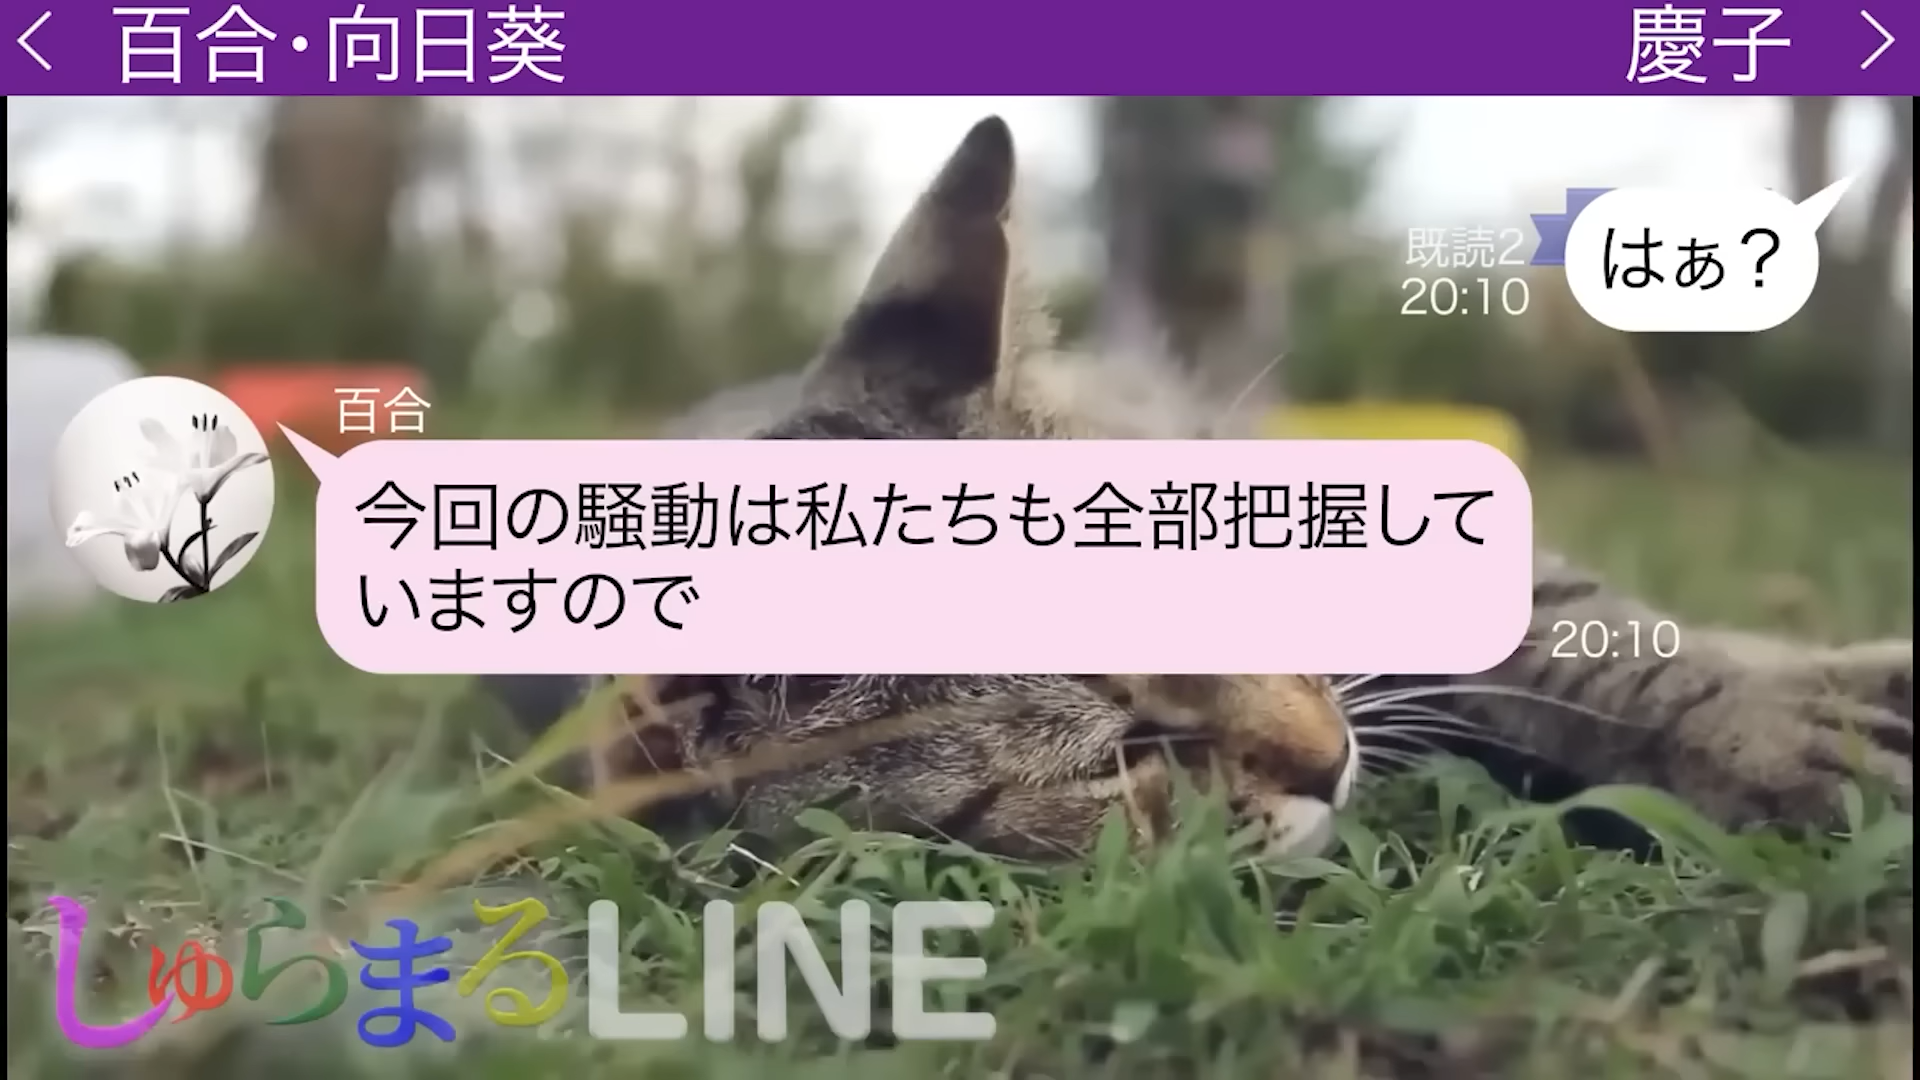 百合・向日葵
慶子
はぁ？
既読2
20:10
百合
今回の騒動は私たちも全部把握して
いますので
20:10
しゅらまるLINE